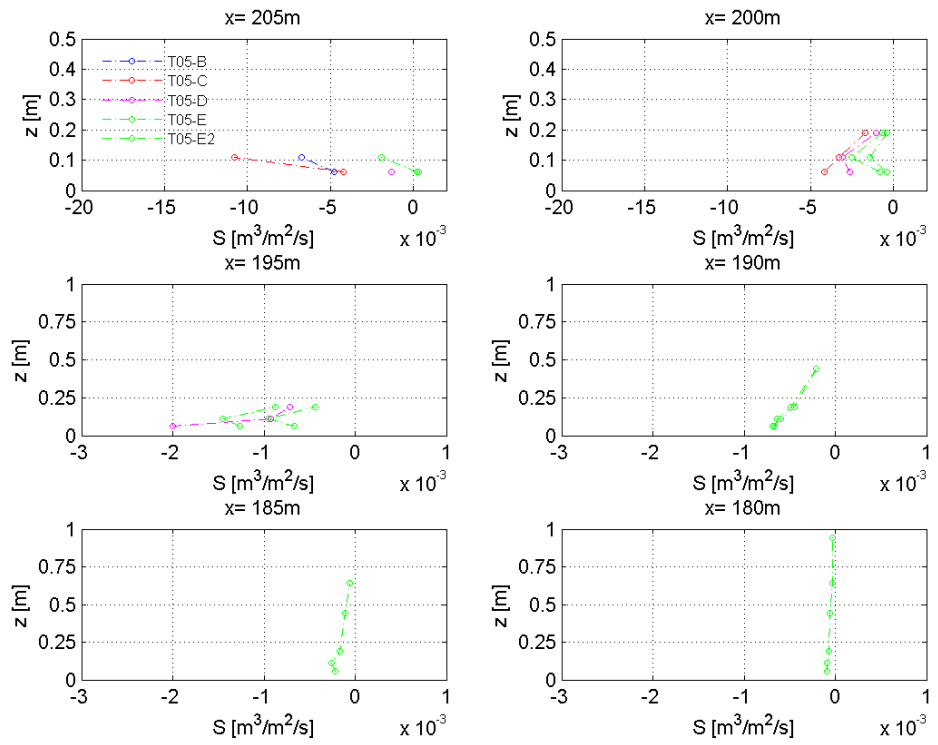 x= 205m
0.5
0.4
0.3
0.2
0.1
0
z [m]
T05-B
T05-C
T05-D
T05-E
T05-E2
-20 -15 -10 -5 0
S [m³/m²/s]
x 10⁻³
x= 200m
0.5
0.4
0.3
0.2
0.1
0
z [m]
-20 -15 -10 -5 0
S [m³/m²/s]
x 10⁻³
x= 195m
1
0.75
0.5
0.25
0
z [m]
-3 -2 -1 0 1
S [m³/m²/s]
x 10⁻³
x= 190m
1
0.75
0.5
0.25
0
z [m]
-3 -2 -1 0 1
S [m³/m²/s]
x 10⁻³
x= 185m
1
0.75
0.5
0.25
0
z [m]
-3 -2 -1 0 1
S [m³/m²/s]
x 10⁻³
x= 180m
1
0.75
0.5
0.25
0
z [m]
-3 -2 -1 0 1
S [m³/m²/s]
x 10⁻³